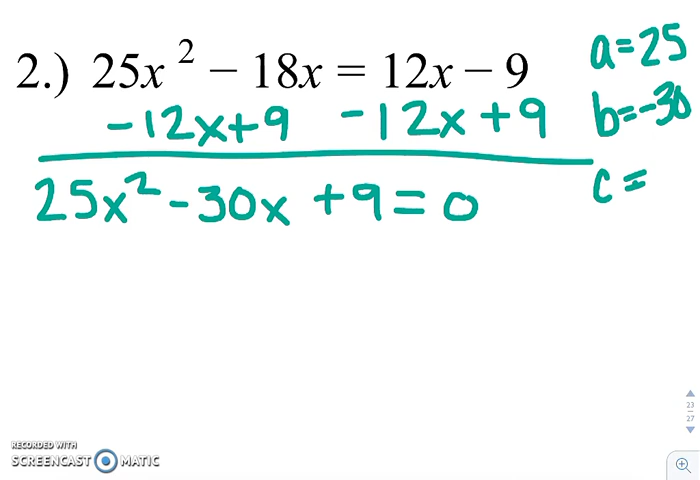 2.) 25x² − 18x = 12x − 9
-12x+9 -12x+9
25x²-30x+9=0
a=25
b=-30
c=
23
27
RECORDED WITH
SCREENCAST MATIC